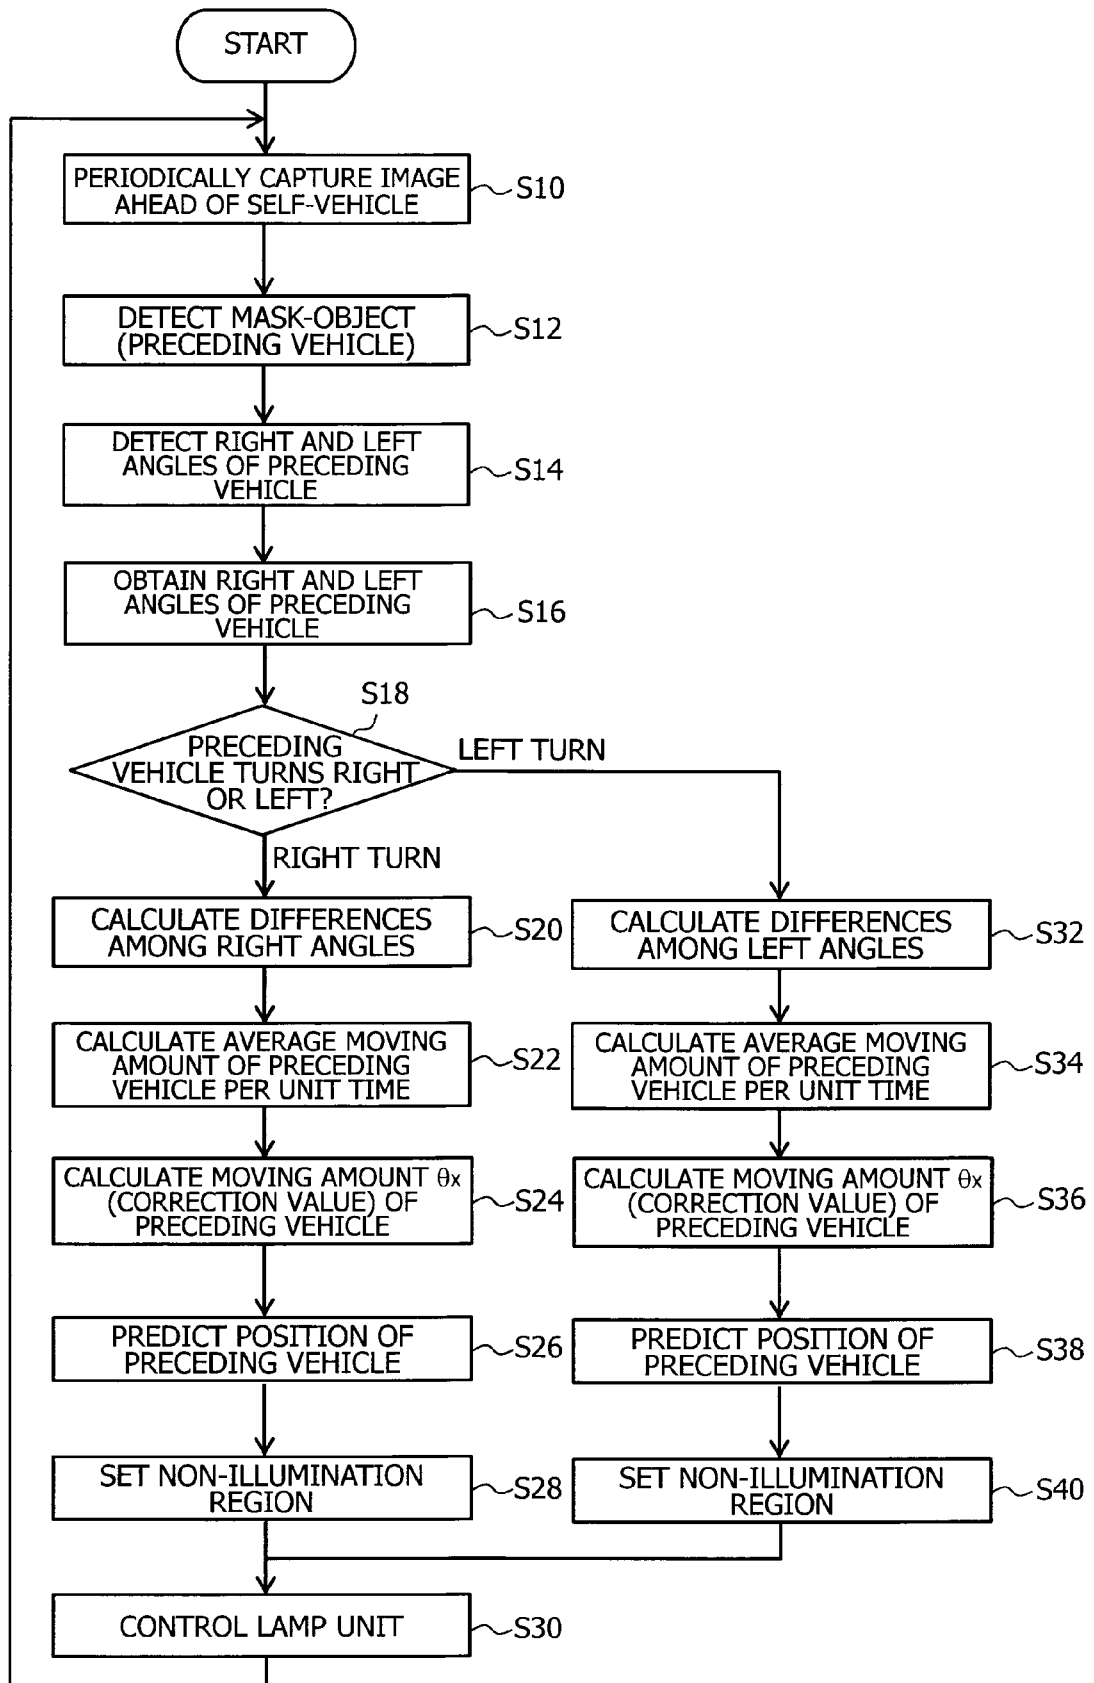 START
PERIODICALLY CAPTURE IMAGE
AHEAD OF SELF-VEHICLE
S10
DETECT MASK-OBJECT
(PRECEDING VEHICLE)
S12
DETECT RIGHT AND LEFT
ANGLES OF PRECEDING
VEHICLE
S14
OBTAIN RIGHT AND LEFT
ANGLES OF PRECEDING
VEHICLE
S16
S18
PRECEDING
VEHICLE TURNS RIGHT
OR LEFT?
LEFT TURN
RIGHT TURN
CALCULATE DIFFERENCES
AMONG RIGHT ANGLES
S20
CALCULATE AVERAGE MOVING
AMOUNT OF PRECEDING
VEHICLE PER UNIT TIME
S22
CALCULATE MOVING AMOUNT θx
(CORRECTION VALUE) OF
PRECEDING VEHICLE
S24
PREDICT POSITION OF
PRECEDING VEHICLE
S26
SET NON-ILLUMINATION
REGION
S28
CALCULATE DIFFERENCES
AMONG LEFT ANGLES
S32
CALCULATE AVERAGE MOVING
AMOUNT OF PRECEDING
VEHICLE PER UNIT TIME
S34
CALCULATE MOVING AMOUNT θx
(CORRECTION VALUE) OF
PRECEDING VEHICLE
S36
PREDICT POSITION OF
PRECEDING VEHICLE
S38
SET NON-ILLUMINATION
REGION
S40
CONTROL LAMP UNIT
S30